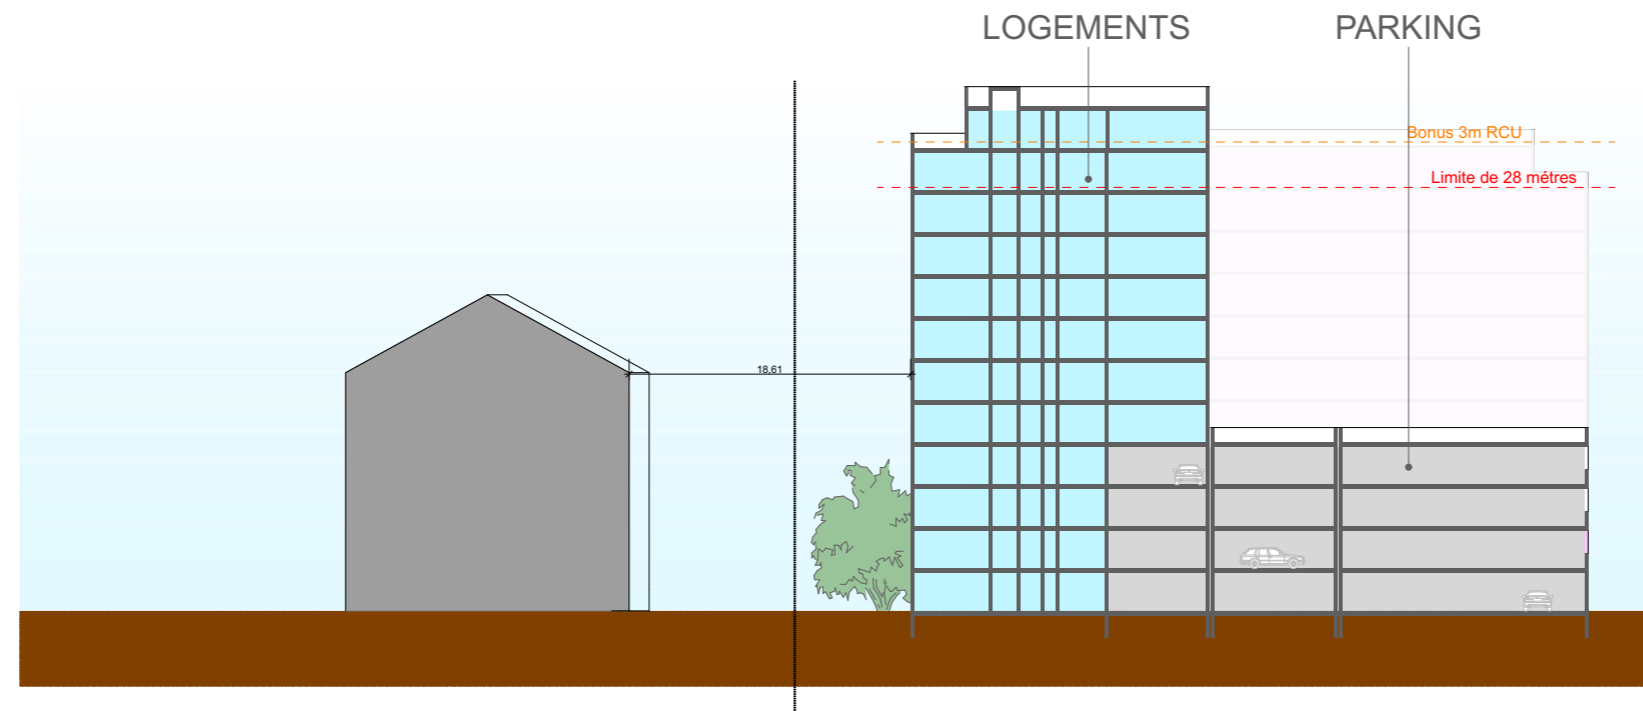 LOGEMENTS
PARKING
Bonus 3m RCU
Limite de 28 métres
18,61